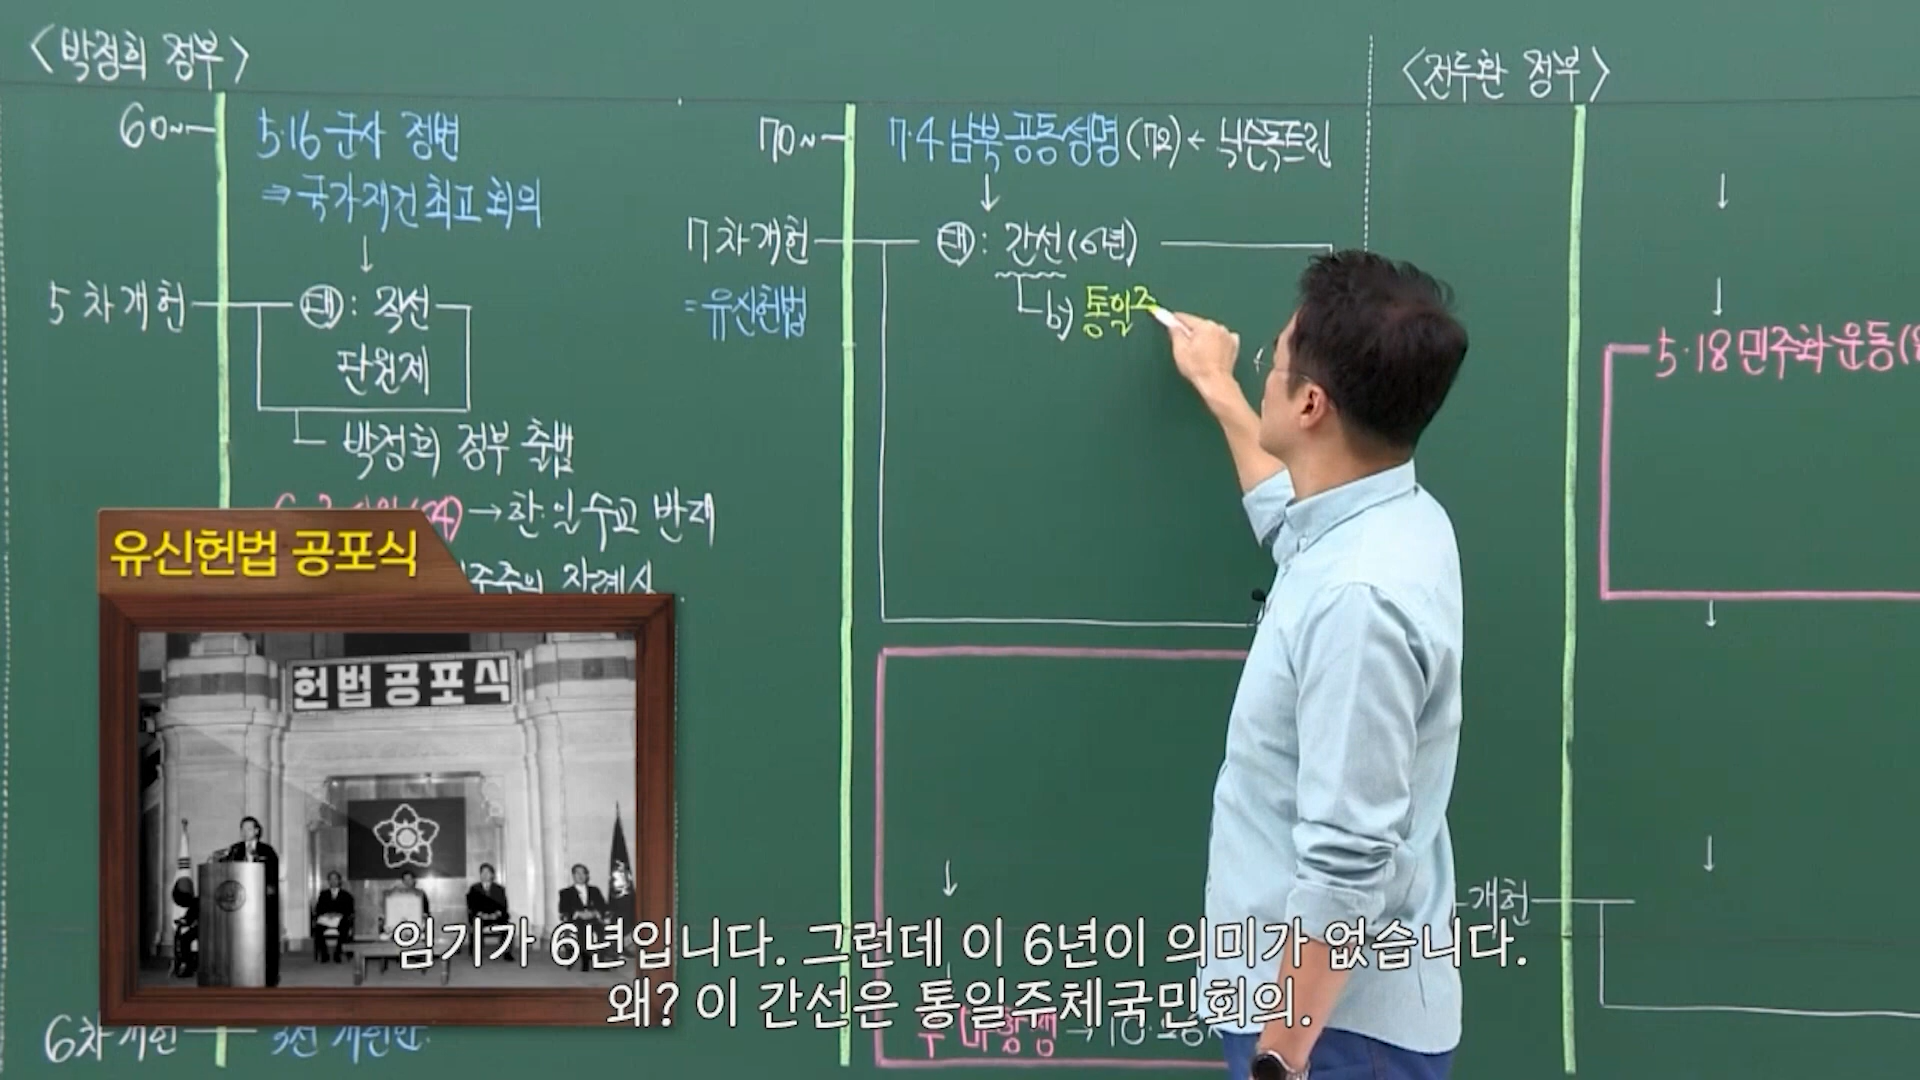 <박정희 정부>
60~
5·16 군사 정변
⇒ 국가재건최고회의
↓
5차 개헌
대 : 직선
단원제
박정희 정부 출범
→ 한·일 수교 반대
6차 개헌
70~
7·4 남북 공동 성명 (72) ← 닉슨독트린
↓
7차 개헌
= 유신헌법
대 : 간선 (6년)
by 통일주
↓
→ 10·26
<전두환 정부>
↓
↓
5·18 민주화 운동 (8
↓
↓
개헌
유신헌법 공포식
헌법공포식
임기가 6년입니다. 그런데 이 6년이 의미가 없습니다.
왜? 이 간선은 통일주체국민회의.